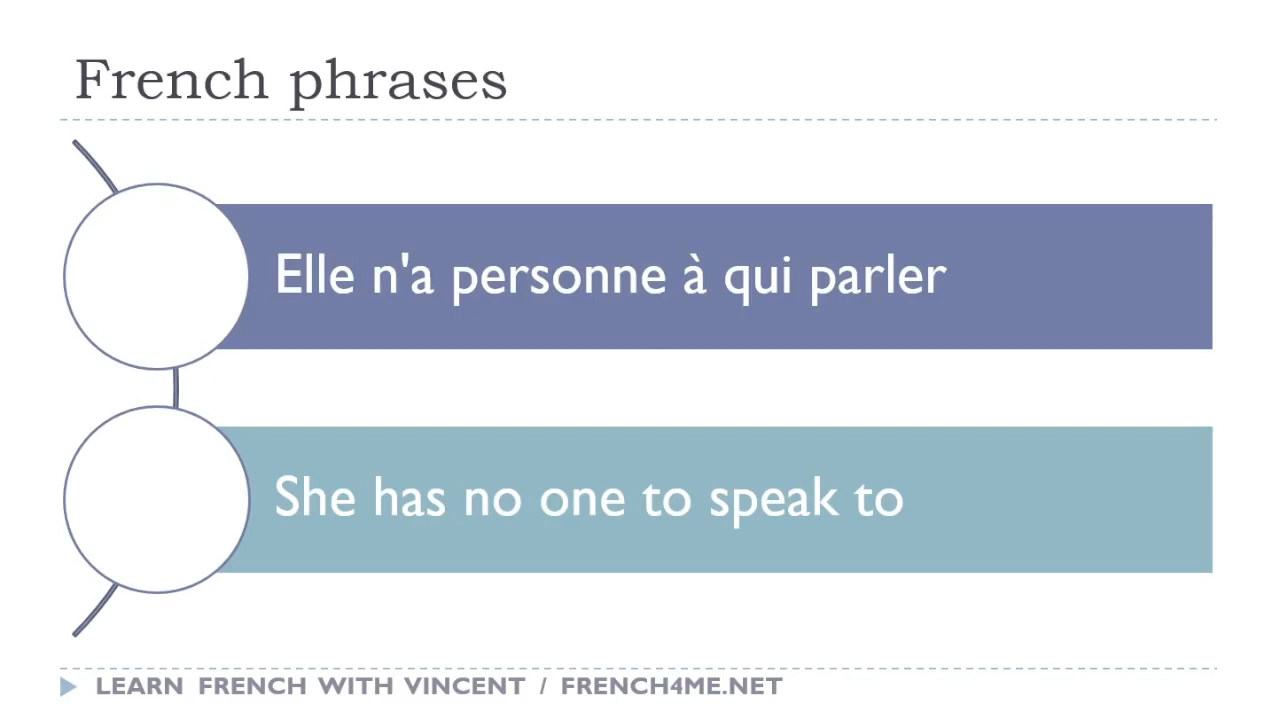 French phrases
Elle n'a personne à qui parler
She has no one to speak to
LEARN FRENCH WITH VINCENT / FRENCH4ME.NET